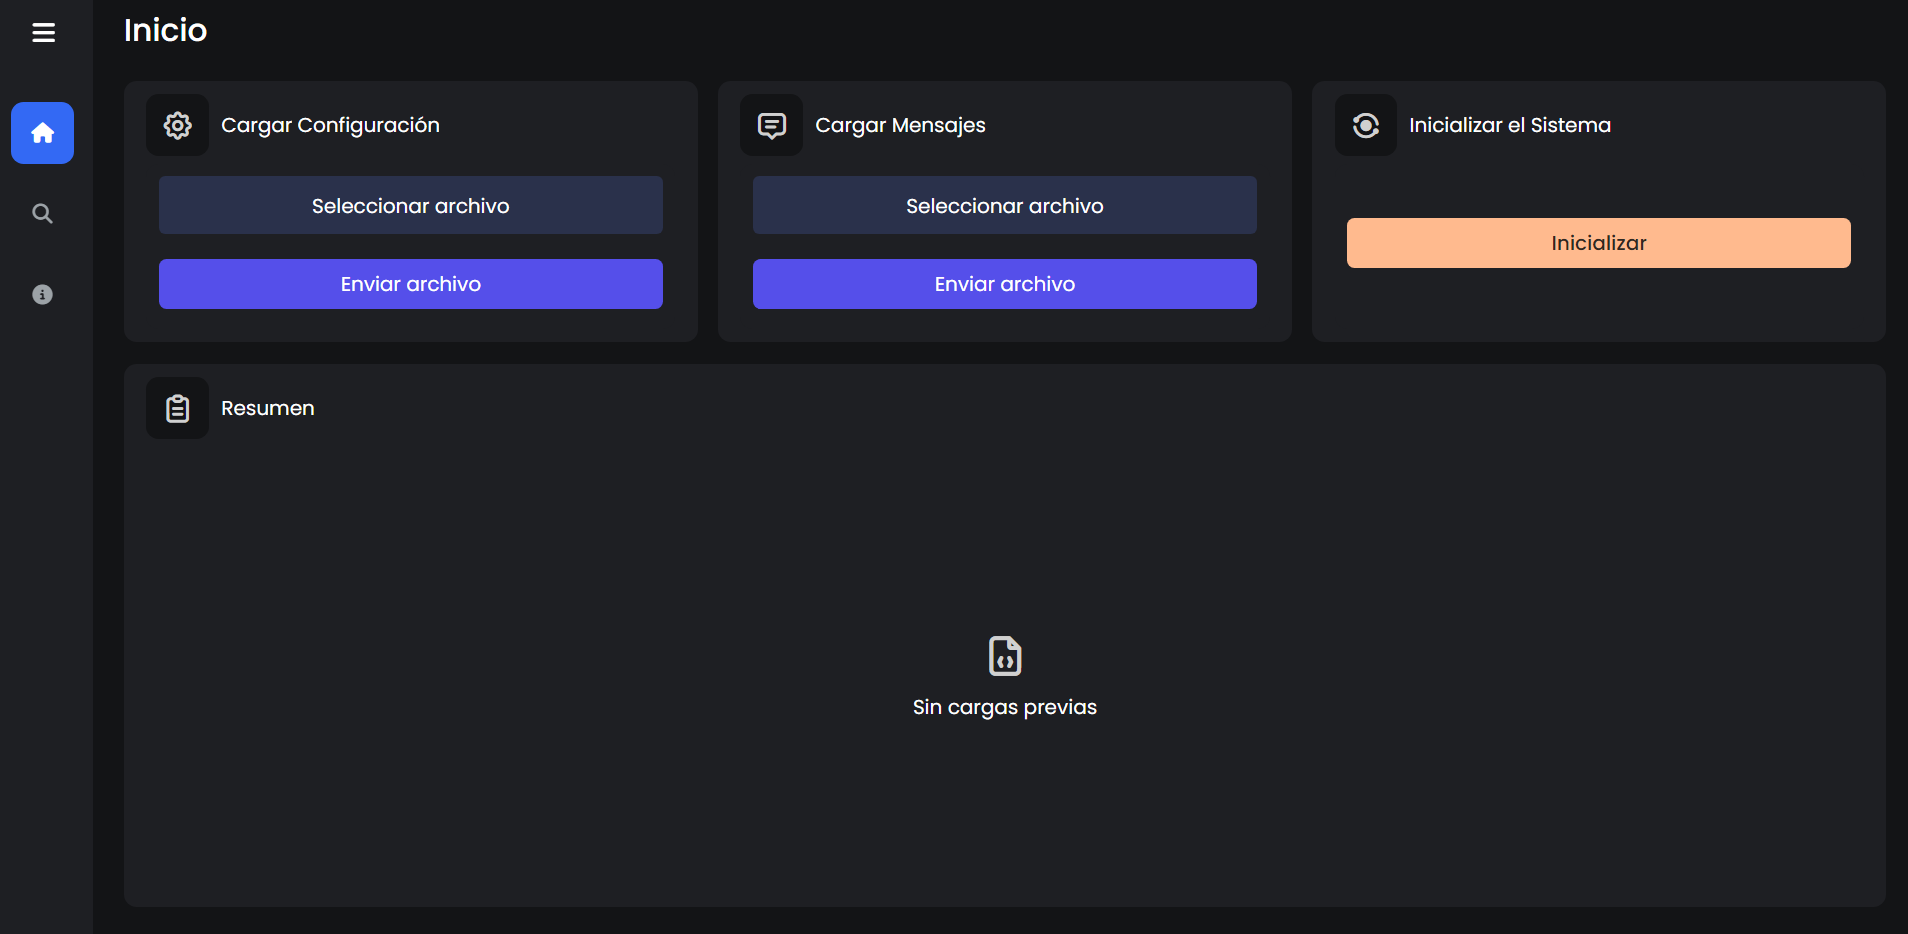 Inicio
Cargar Configuración
Seleccionar archivo
Enviar archivo
Cargar Mensajes
Seleccionar archivo
Enviar archivo
Inicializar el Sistema
Inicializar
Resumen
Sin cargas previas